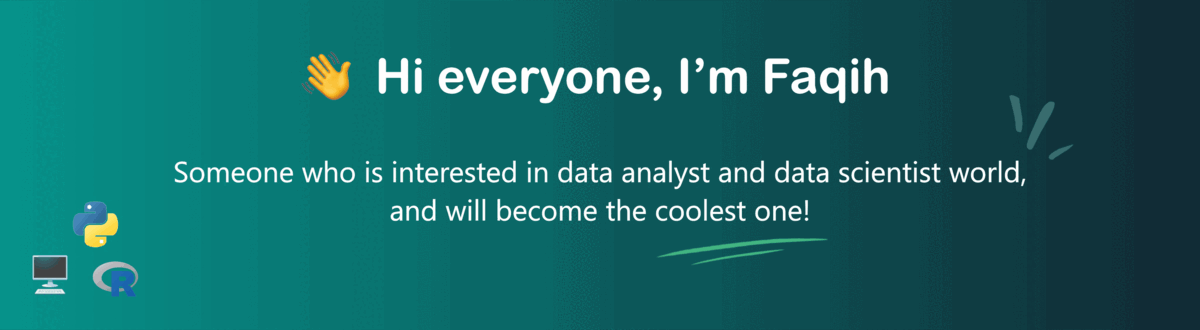 👋 Hi everyone, I’m Faqih
Someone who is interested in data analyst and data scientist world,
and will become the coolest one!
R